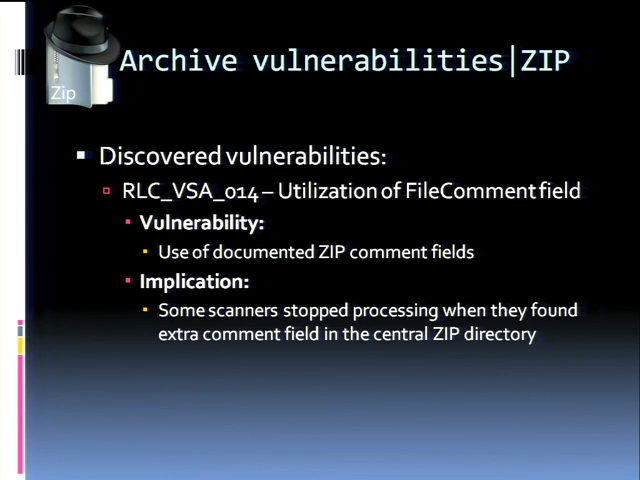 Archive vulnerabilities|ZIP
Zip
Discovered vulnerabilities:
RLC_VSA_014 – Utilization of FileComment field
Vulnerability:
Use of documented ZIP comment fields
Implication:
Some scanners stopped processing when they found
extra comment field in the central ZIP directory